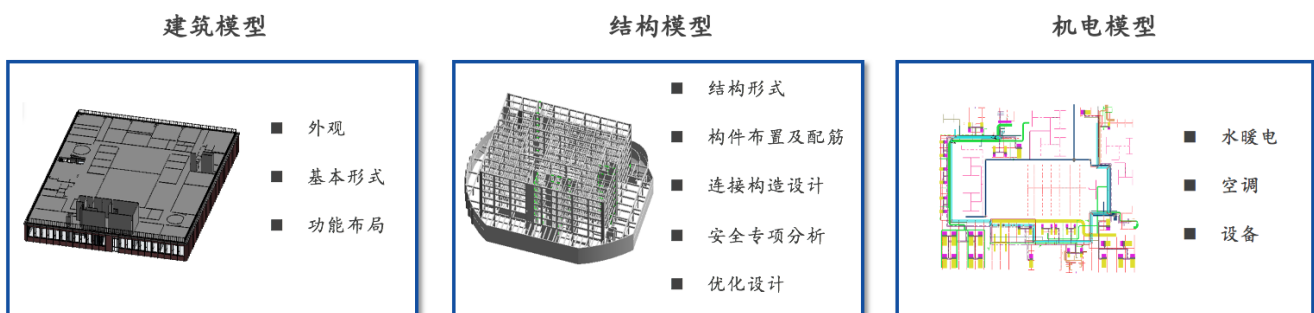 建筑模型
外观
基本形式
功能布局
结构模型
结构形式
构件布置及配筋
连接构造设计
安全专项分析
优化设计
机电模型
水暖电
空调
设备